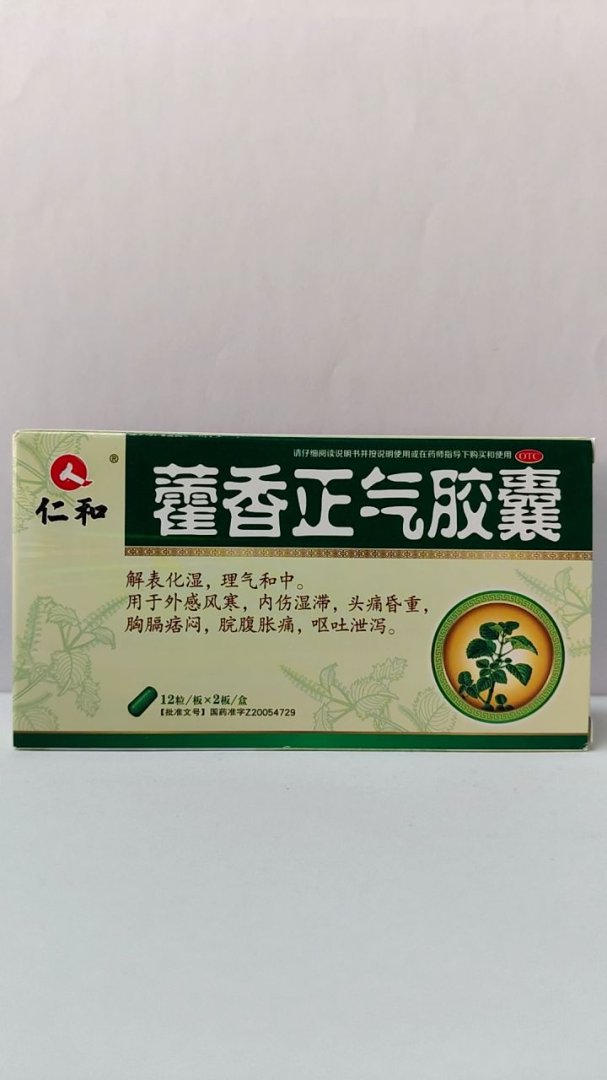 请仔细阅读说明书并按说明使用或在药师指导下购买和使用 OTC
仁和®
藿香正气胶囊
解表化湿，理气和中。
用于外感风寒，内伤湿滞，头痛昏重，
胸膈痞闷，脘腹胀痛，呕吐泄泻。
12粒/板×2板/盒
【批准文号】国药准字Z20054729